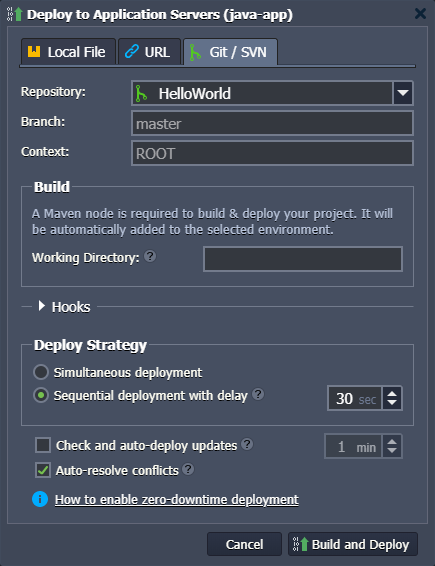 Deploy to Application Servers (java-app)
Local File
URL
Git / SVN
Repository:
HelloWorld
Branch:
master
Context:
ROOT
Build
A Maven node is required to build & deploy your project. It will
be automatically added to the selected environment.
Working Directory: ?
Hooks
Deploy Strategy
Simultaneous deployment
Sequential deployment with delay ?
30 sec
Check and auto-deploy updates ?
1 min
Auto-resolve conflicts ?
i How to enable zero-downtime deployment
Cancel
Build and Deploy